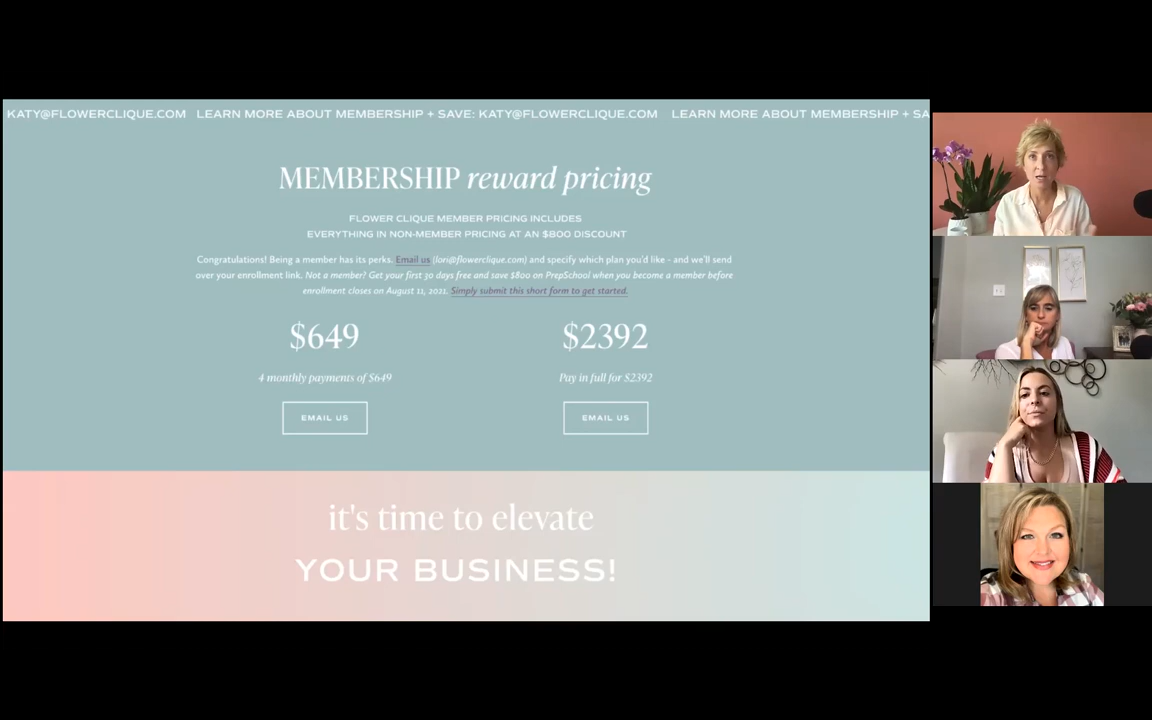 KATY@FLOWERCLIQUE.COM LEARN MORE ABOUT MEMBERSHIP + SAVE: KATY@FLOWERCLIQUE.COM LEARN MORE ABOUT MEMBERSHIP + SA
MEMBERSHIP reward pricing
FLOWER CLIQUE MEMBER PRICING INCLUDES
EVERYTHING IN NON-MEMBER PRICING AT AN $800 DISCOUNT
Congratulations! Being a member has its perks. Email us (lori@flowerclique.com) and specify which plan you'd like - and we'll send
over your enrollment link. Not a member? Get your first 30 days free and save $800 on PrepSchool when you become a member before
enrollment closes on August 11, 2021. Simply submit this short form to get started.
$649 $2392
4 monthly payments of $649 Pay in full for $2392
EMAIL US EMAIL US
it's time to elevate
YOUR BUSINESS!